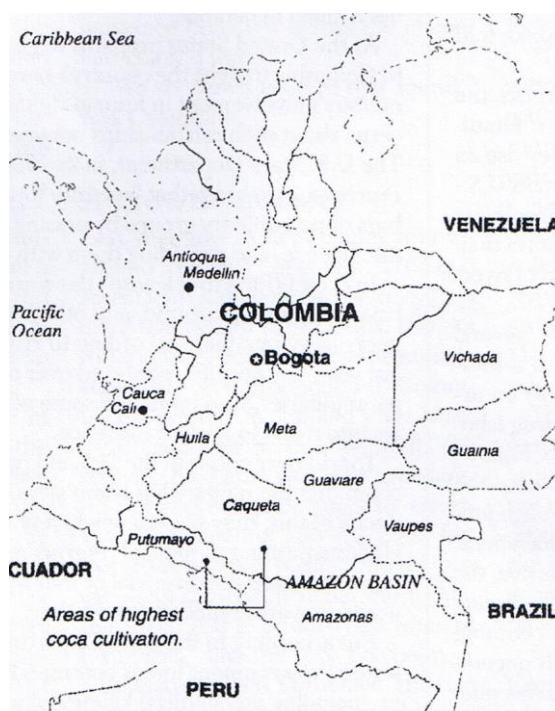 Caribbean Sea
VENEZUELA
Antioquia
Medellin
COLOMBIA
Pacific
Ocean
Bogota
Vichada
Cauca
Cali
Huila
Meta
Guainia
Guaviare
Caqueta
Vaupes
Putumayo
CUADOR
AMAZON BASIN
Areas of highest
coca cultivation.
Amazonas
BRAZIL
PERU